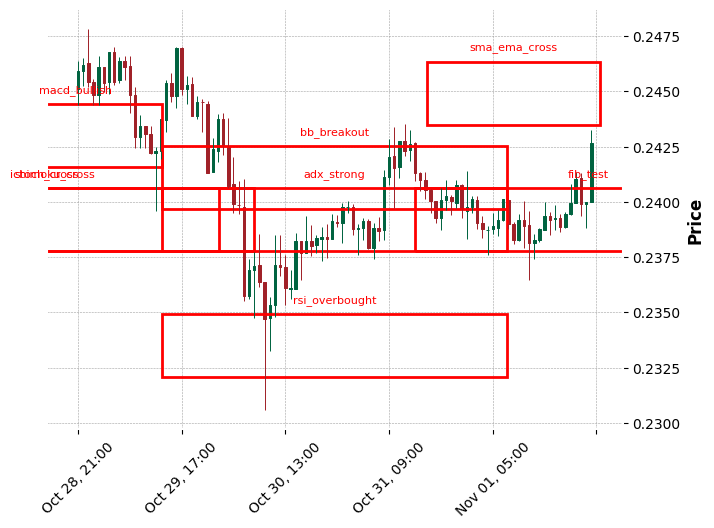 sma_ema_cross
macd_bullish
bb_breakout
adx_strong
fib_test
rsi_overbought
0.2475
0.2450
0.2425
0.2400
0.2375
0.2350
0.2325
0.2300
Price
Oct 28, 21:00
Oct 29, 17:00
Oct 30, 13:00
Oct 31, 09:00
Nov 01, 05:00